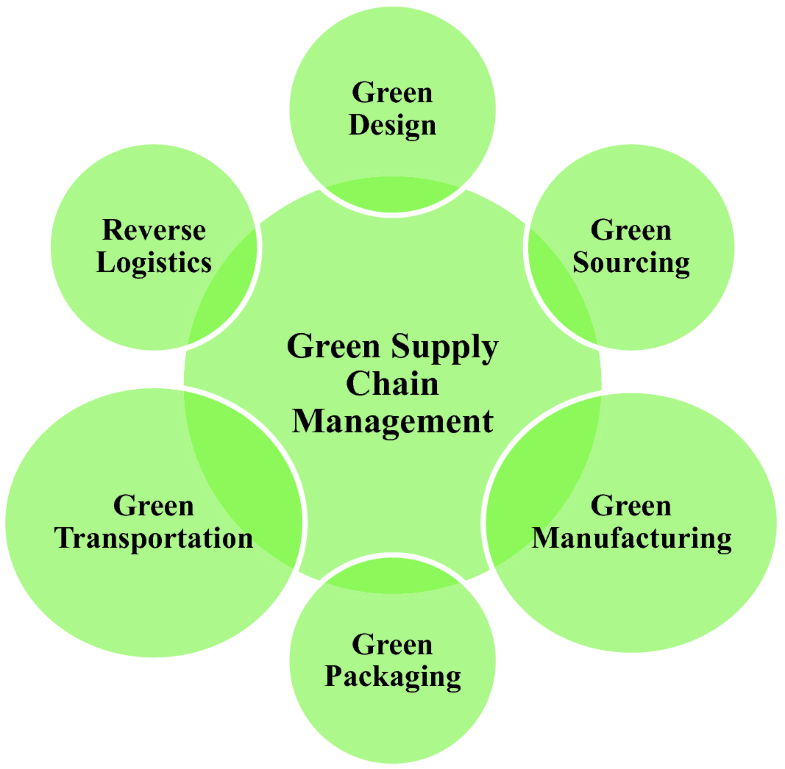 Green
Design
Reverse
Logistics
Green
Sourcing
Green Supply
Chain
Management
Green
Transportation
Green
Manufacturing
Green
Packaging